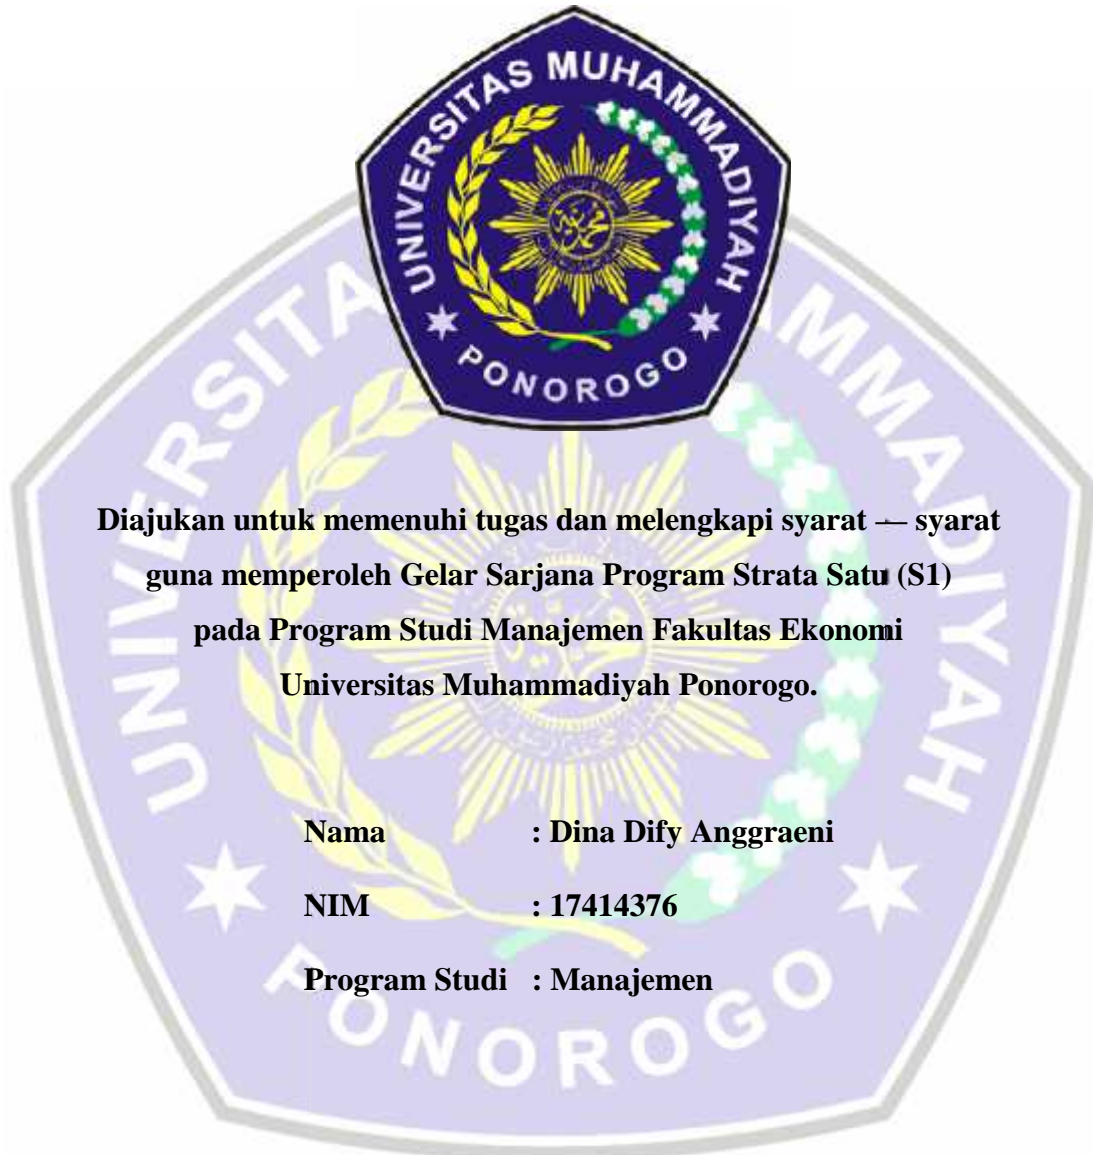 UNIVERSITAS MUHAMMADIYAH
PONOROGO
Diajukan untuk memenuhi tugas dan melengkapi syarat — syarat
guna memperoleh Gelar Sarjana Program Strata Satu (S1)
pada Program Studi Manajemen Fakultas Ekonomi
Universitas Muhammadiyah Ponorogo.
Nama : Dina Dify Anggraeni
NIM : 17414376
Program Studi : Manajemen